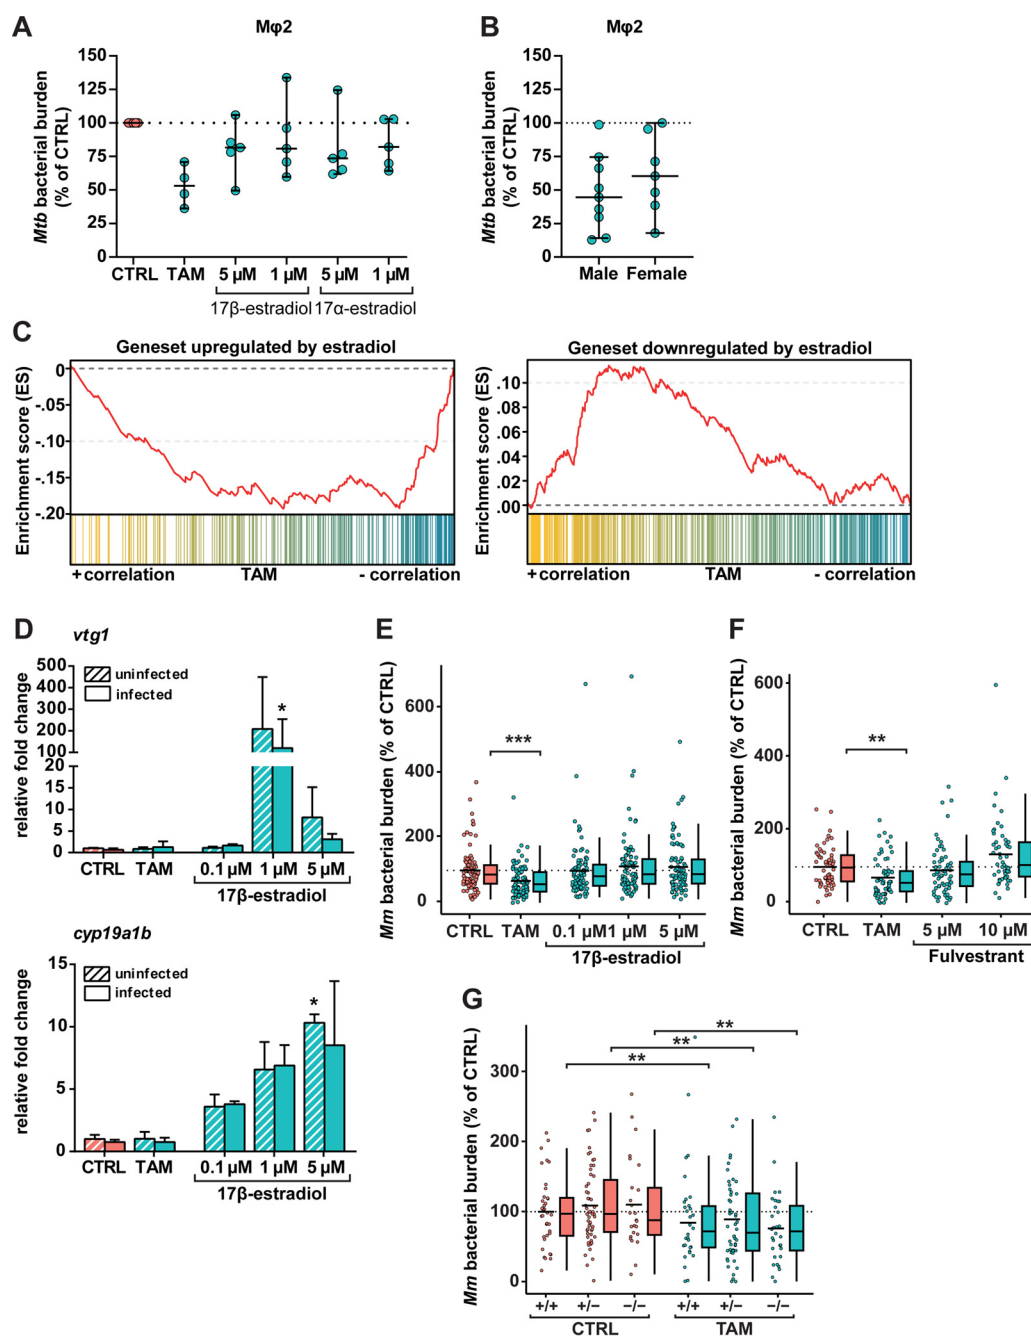 A
Mφ2
Mtb bacterial burden
(% of CTRL)
150
125
100
75
50
25
0
CTRL TAM 5 µM 1 µM 5 µM 1 µM
17β-estradiol 17α-estradiol
B
Mφ2
Mtb bacterial burden
(% of CTRL)
150
125
100
75
50
25
0
Male Female
C
Geneset upregulated by estradiol
Enrichment score (ES)
0
-.05
-.10
-.15
-.20
+ correlation TAM - correlation
Geneset downregulated by estradiol
Enrichment score (ES)
.10
.08
.06
.04
.02
.00
+ correlation TAM - correlation
D
vtg1
relative fold change
500
400
300
200
100
20
15
10
5
0
uninfected
infected
*
CTRL TAM 0.1 µM 1 µM 5 µM
17β-estradiol
cyp19a1b
relative fold change
15
10
5
0
uninfected
infected
*
CTRL TAM 0.1 µM 1 µM 5 µM
17β-estradiol
E
Mm bacterial burden (% of CTRL)
600
400
200
0
***
CTRL TAM 0.1 µM 1 µM 5 µM
17β-estradiol
F
Mm bacterial burden (% of CTRL)
600
400
200
0
**
CTRL TAM 5 µM 10 µM
Fulvestrant
G
Mm bacterial burden (% of CTRL)
300
200
100
0
**
**
**
+/+ +/− −/− +/+ +/− −/−
CTRL TAM